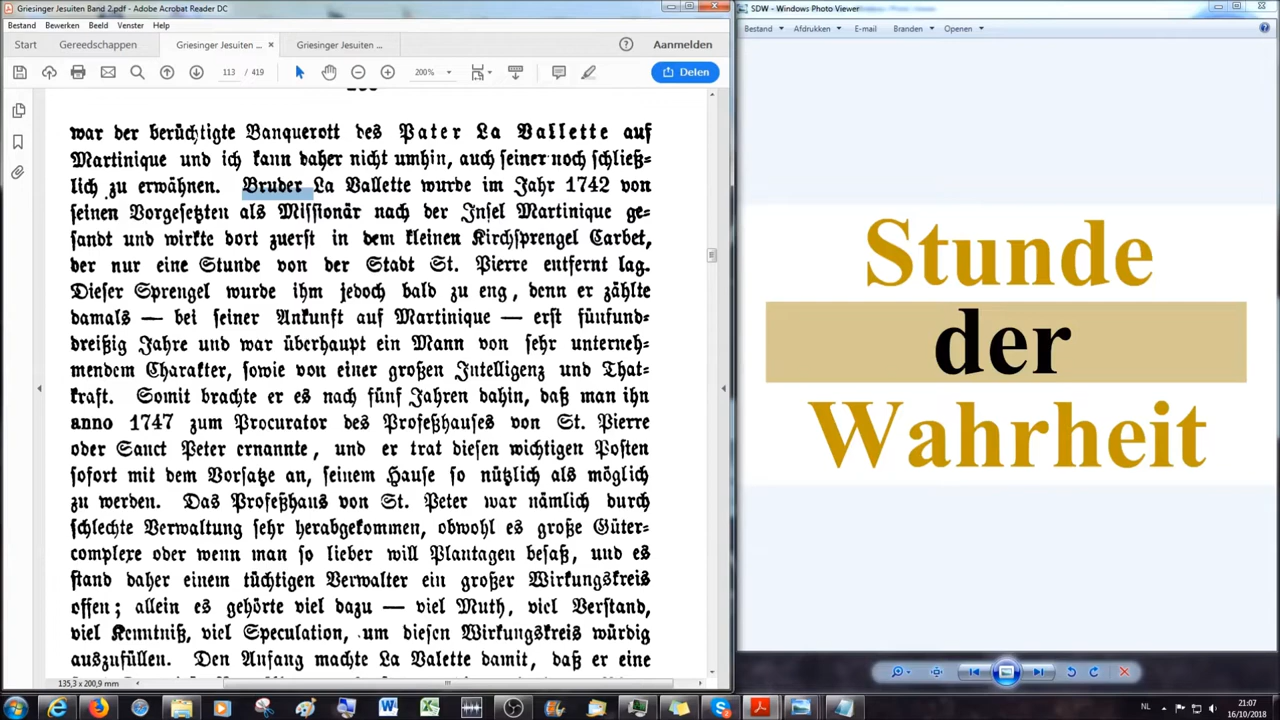 Griesinger Jesuiten Band 2.pdf - Adobe Acrobat Reader DC
Bestand Bewerken Beeld Venster Help
Start Gereedschappen Griesinger Jesuiten ... × Griesinger Jesuiten ... Aanmelden
113 / 419 200% Delen
war der berüchtigte Banquerott des Pater La Vallette auf
Martinique und ich kann daher nicht umhin, auch seiner noch schließ=
lich zu erwähnen. Bruder La Vallette wurde im Jahr 1742 von
seinen Vorgesetzten als Missionär nach der Insel Martinique ge=
sandt und wirkte dort zuerst in dem kleinen Kirchsprengel Carbet,
der nur eine Stunde von der Stadt St. Pierre entfernt lag.
Dieser Sprengel wurde ihm jedoch bald zu eng, denn er zählte
damals — bei seiner Ankunft auf Martinique — erst fünfund=
dreißig Jahre und war überhaupt ein Mann von sehr unterneh=
mendem Charakter, sowie von einer großen Intelligenz und That=
kraft. Somit brachte er es nach fünf Jahren dahin, daß man ihn
anno 1747 zum Procurator des Profeßhauses von St. Pierre
oder Sanct Peter ernannte, und er trat diesen wichtigen Posten
sofort mit dem Vorsatze an, seinem Hause so nützlich als möglich
zu werden. Das Profeßhaus von St. Peter war nämlich durch
schlechte Verwaltung sehr herabgekommen, obwohl es große Güter=
complexe oder wenn man so lieber will Plantagen besaß, und es
stand daher einem tüchtigen Verwalter ein großer Wirkungskreis
offen; allein es gehörte viel dazu — viel Muth, viel Verstand,
viel Kenntniß, viel Speculation, um diesen Wirkungskreis würdig
auszufüllen. Den Anfang machte La Valette damit, daß er eine
135,3 x 200,9 mm
SDW - Windows Photo Viewer
Bestand Afdrukken E-mail Branden Openen
Stunde
der
Wahrheit
NL 21:07
16/10/2018